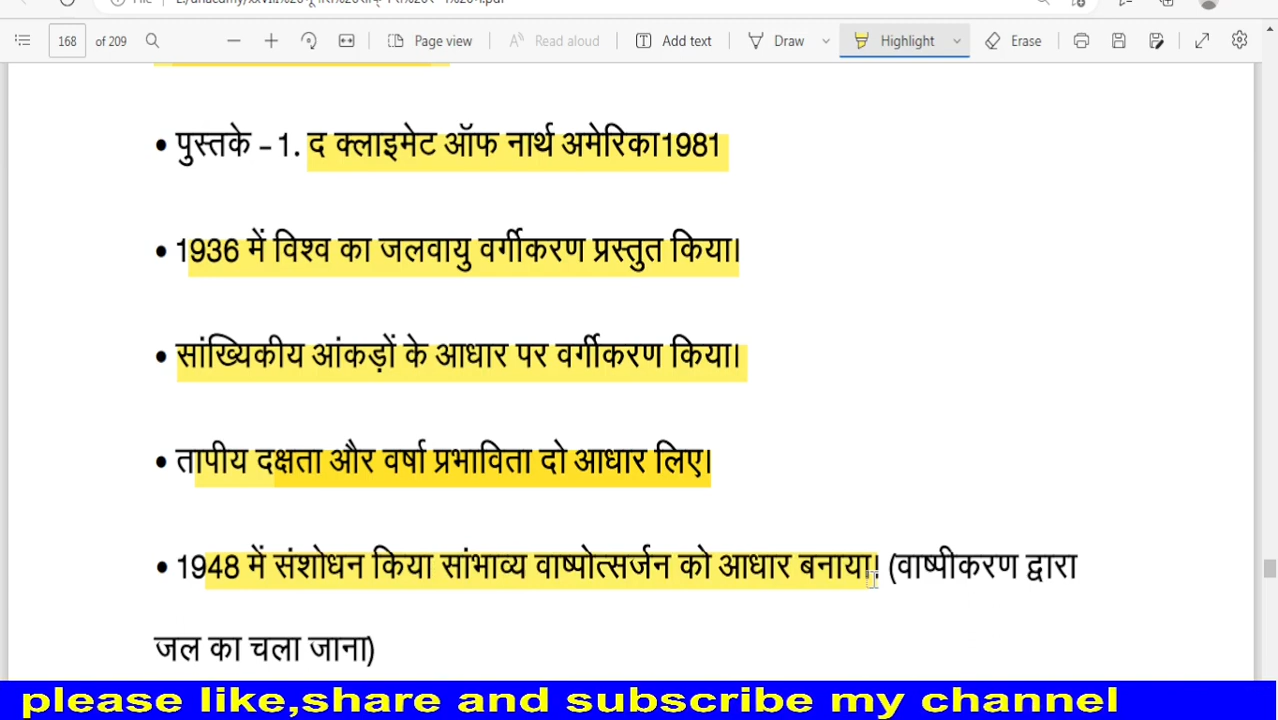 168 of 209 Page view Read aloud Add text Draw Highlight Erase
• पुस्तके -1. द क्लाइमेट ऑफ नार्थ अमेरिका1981
• 1936 में विश्व का जलवायु वर्गीकरण प्रस्तुत किया।
• सांख्यिकीय आंकड़ों के आधार पर वर्गीकरण किया।
• तापीय दक्षता और वर्षा प्रभाविता दो आधार लिए।
• 1948 में संशोधन किया सांभाव्य वाष्पोत्सर्जन को आधार बनाया। (वाष्पीकरण द्वारा
जल का चला जाना)
please like,share and subscribe my channel